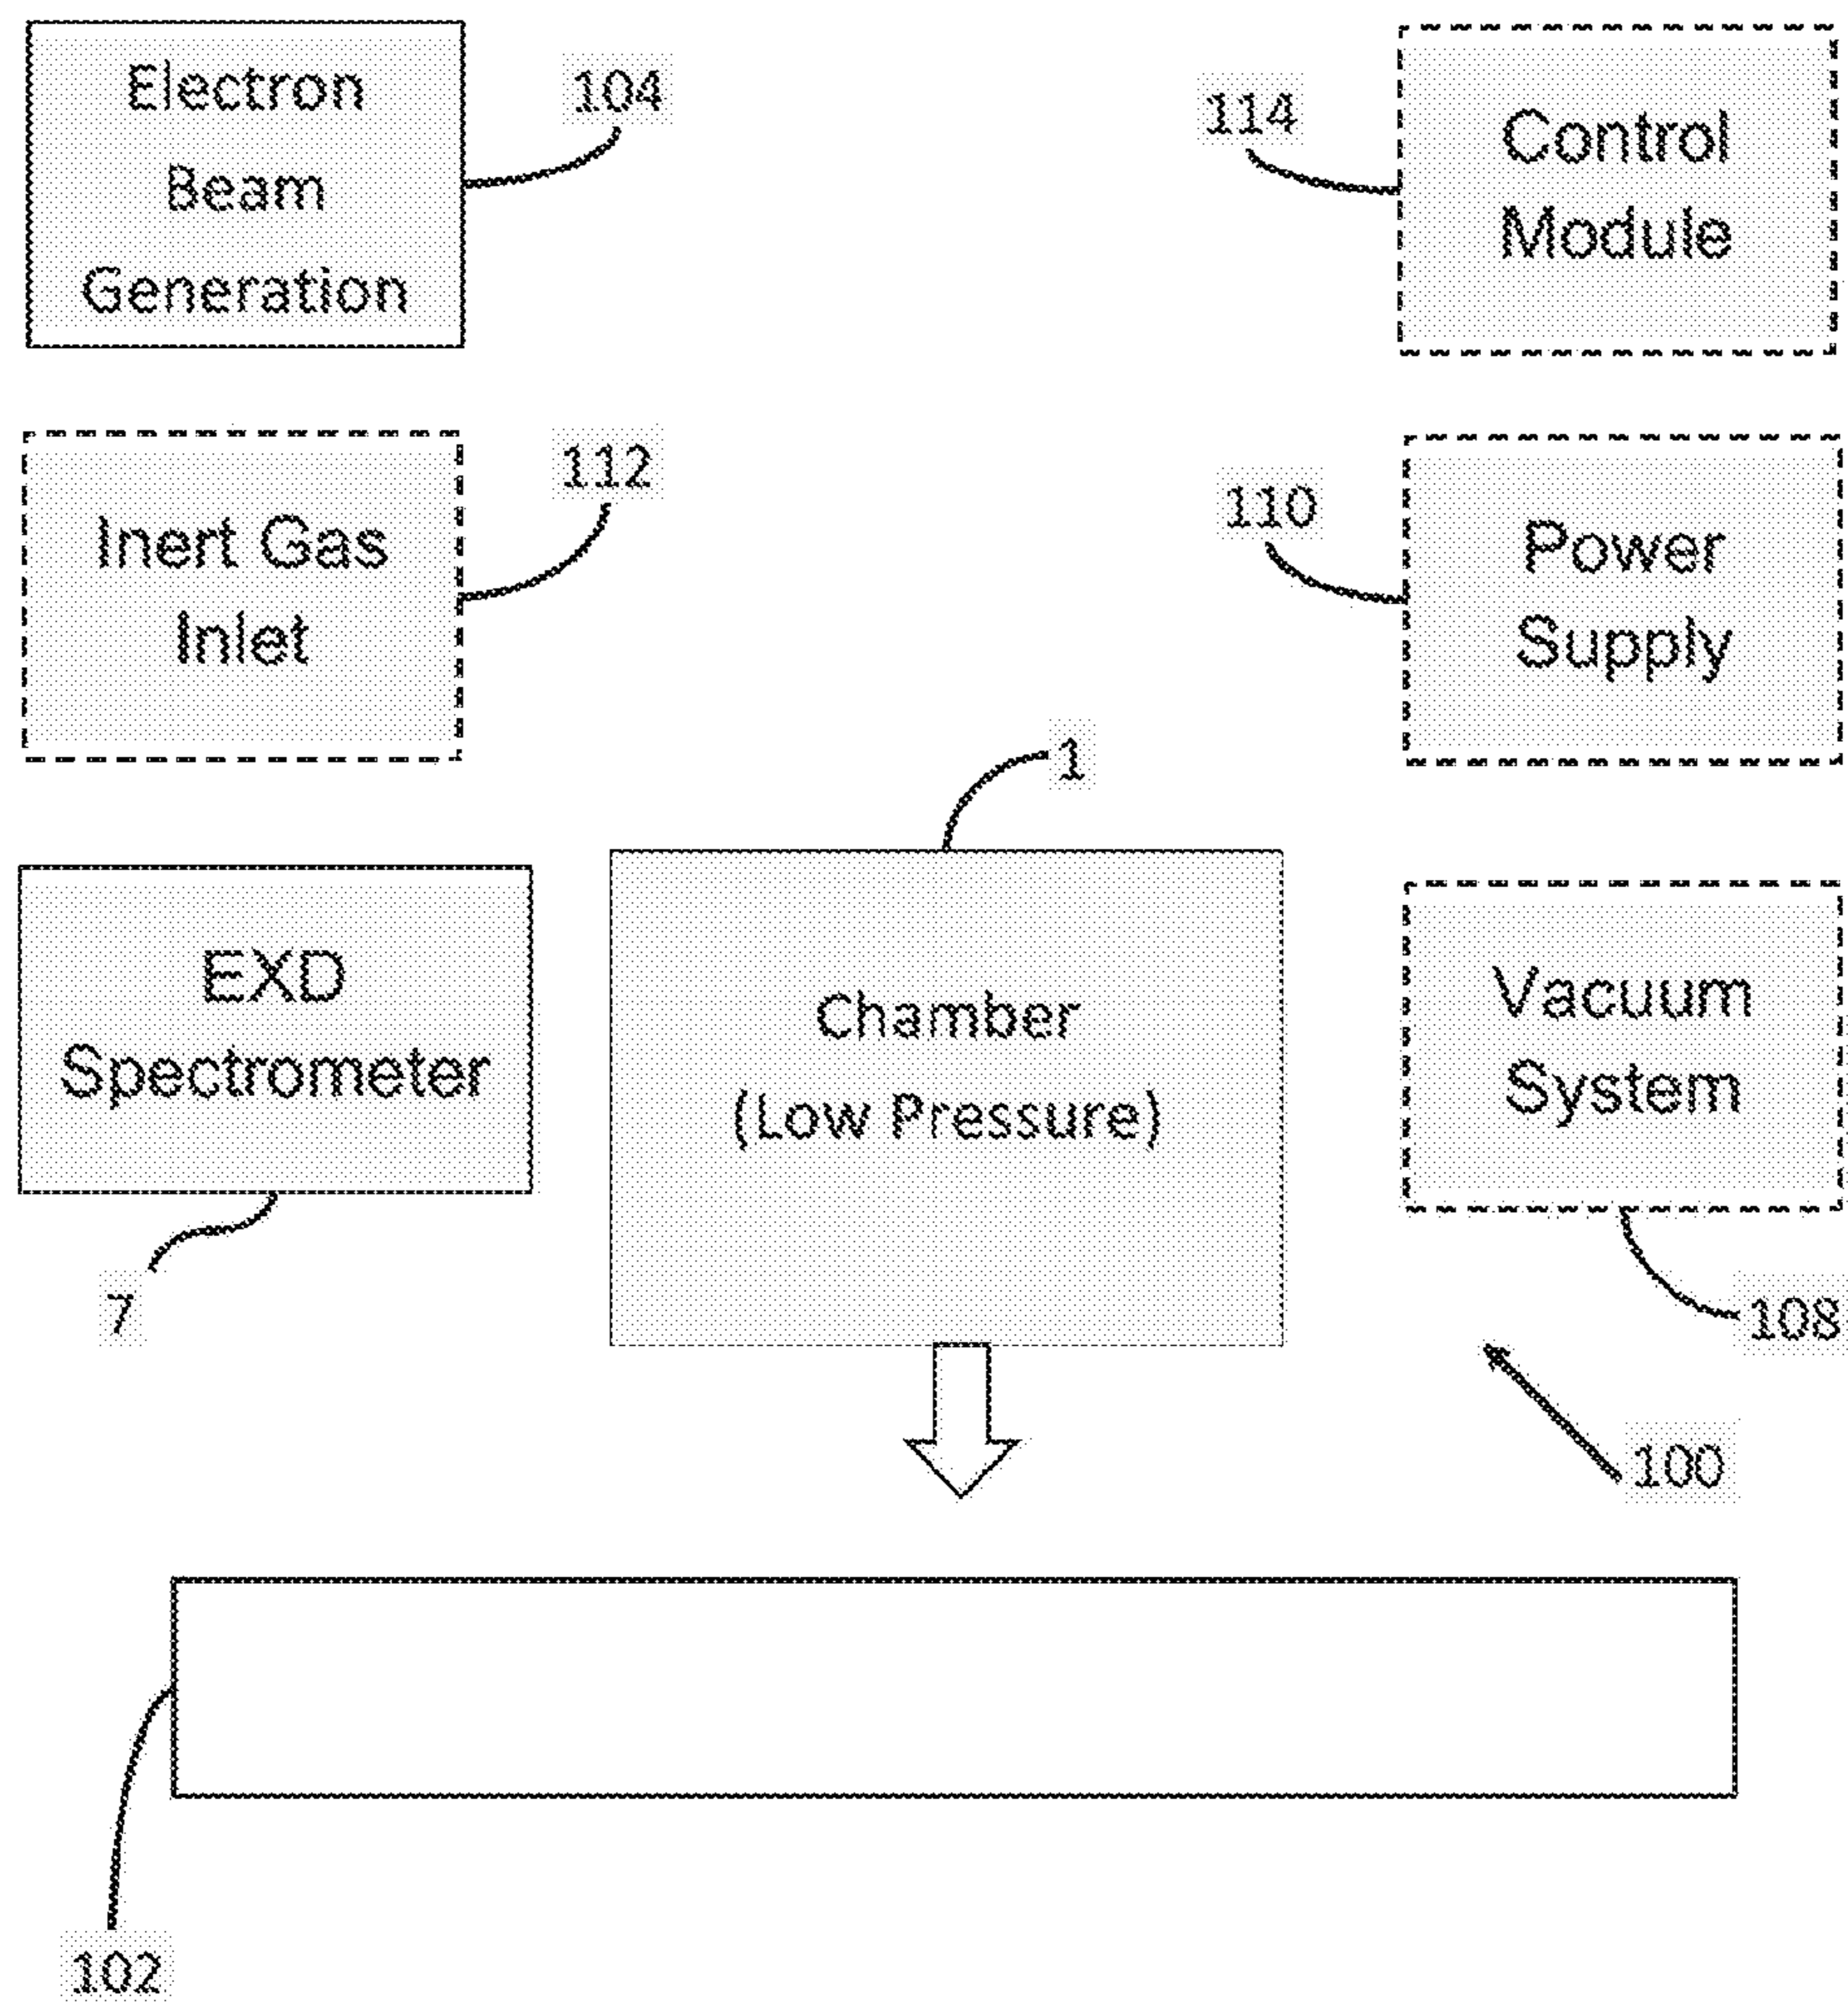 Electron
Beam
Generation
104
114
Control
Module
Inert Gas
Inlet
112
110
Power
Supply
1
EXD
Spectrometer
7
Chamber
(Low Pressure)
Vacuum
System
108
100
102